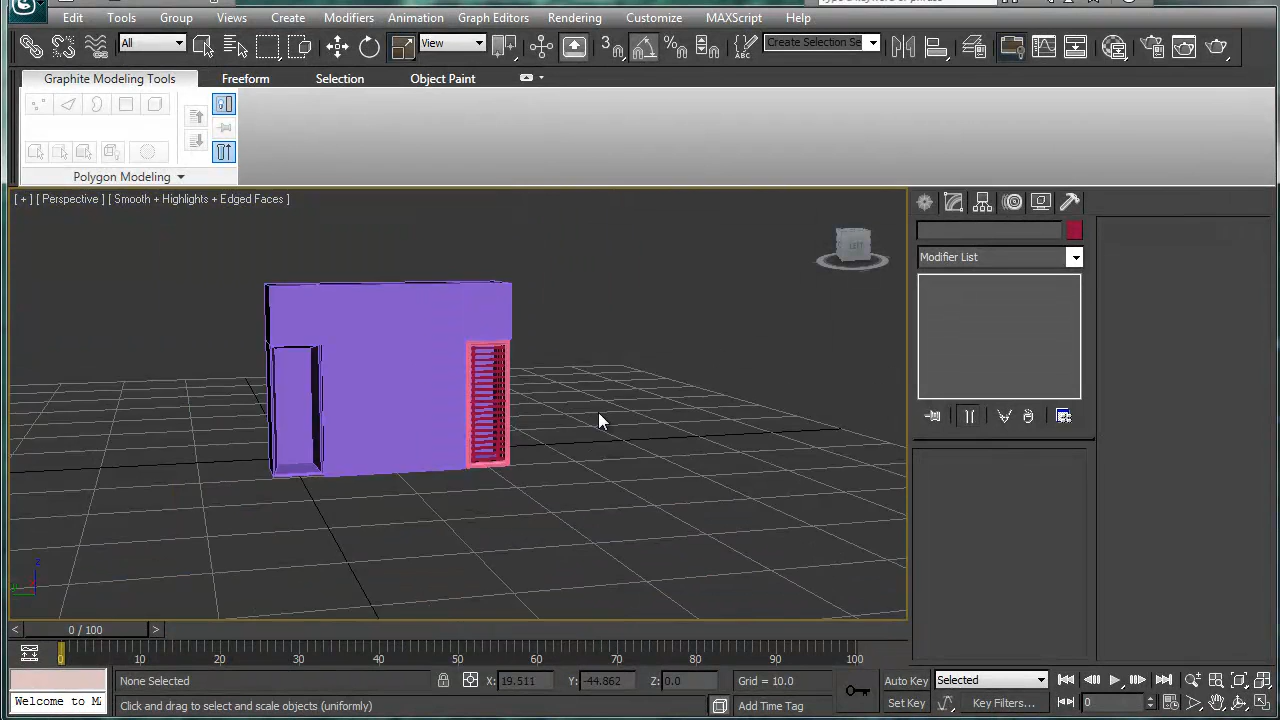 Edit Tools Group Views Create Modifiers Animation Graph Editors Rendering Customize MAXScript Help
All View 3 Create Selection Se
Graphite Modeling Tools Freeform Selection Object Paint
Polygon Modeling
[ + ] [ Perspective ] [ Smooth + Highlights + Edged Faces ]
LEFT
Modifier List
z
< 0 / 100 >
0 10 20 30 40 50 60 70 80 90 100
None Selected X: 19.511 Y: -44.862 Z: 0.0 Grid = 10.0 Auto Key Selected
Welcome to M Click and drag to select and scale objects (uniformly) Add Time Tag Set Key Key Filters... 0